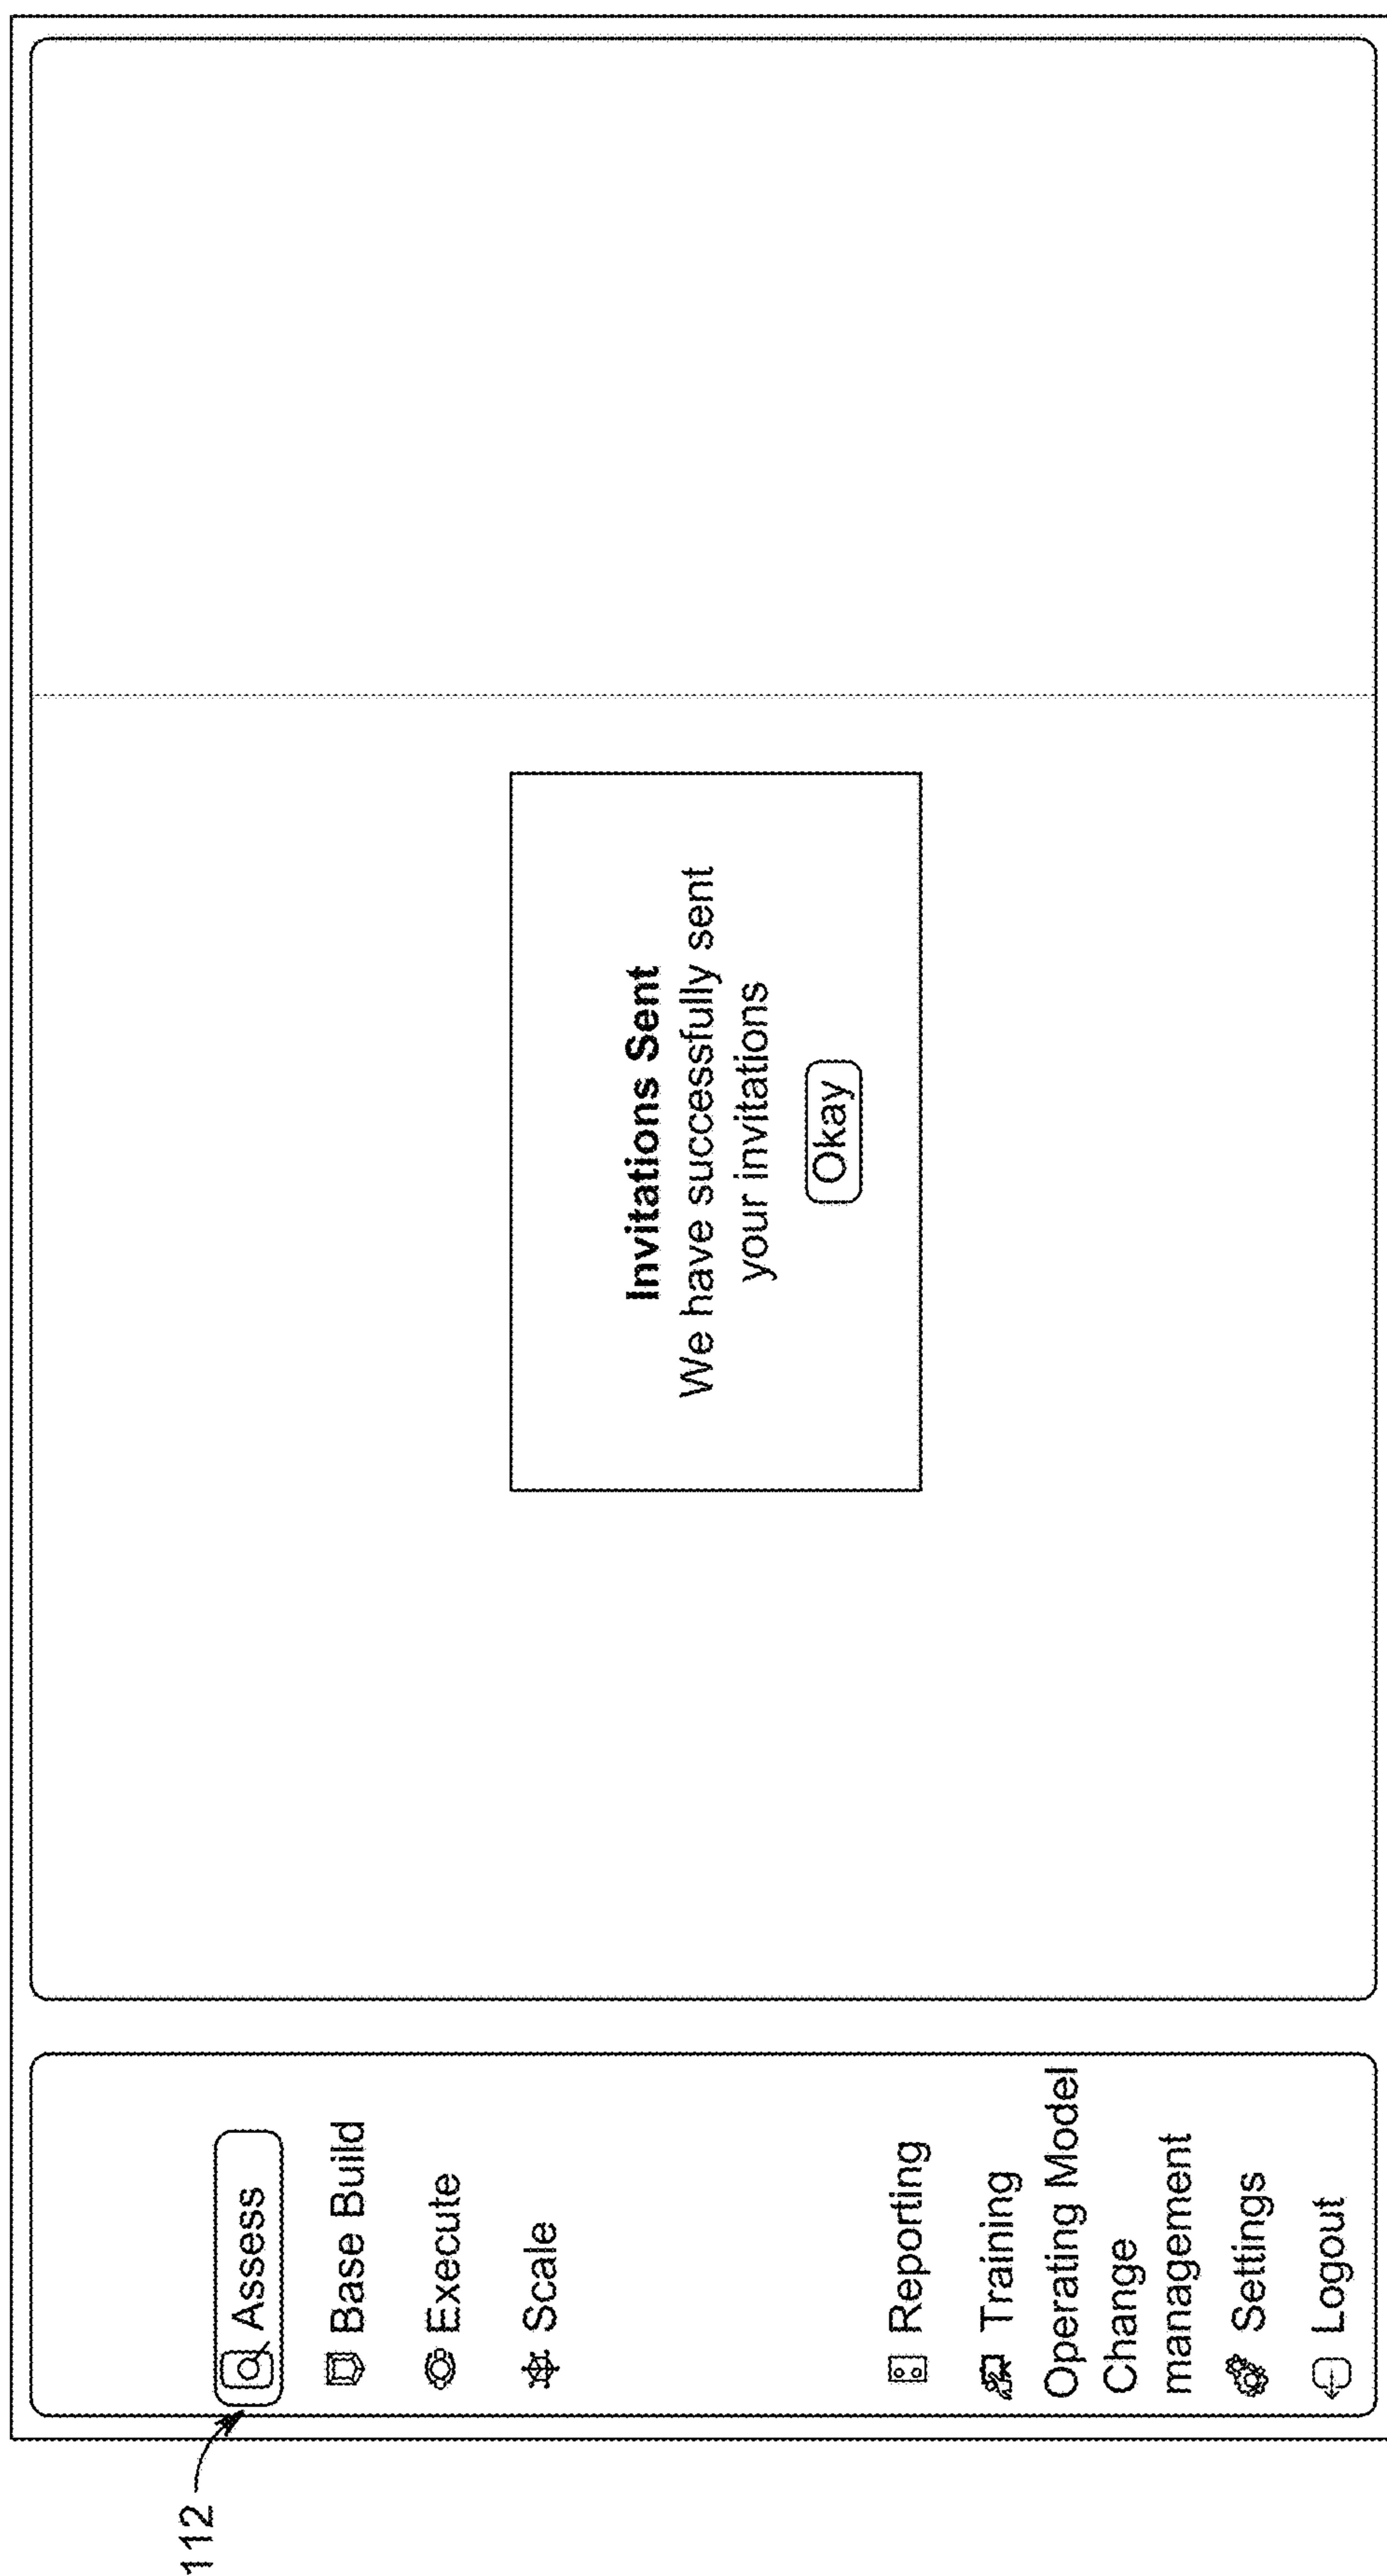 112
Assess
Base Build
Execute
Scale
Reporting
Training
Operating Model
Change
management
Settings
Logout
Invitations Sent
We have successfully sent
your invitations
Okay